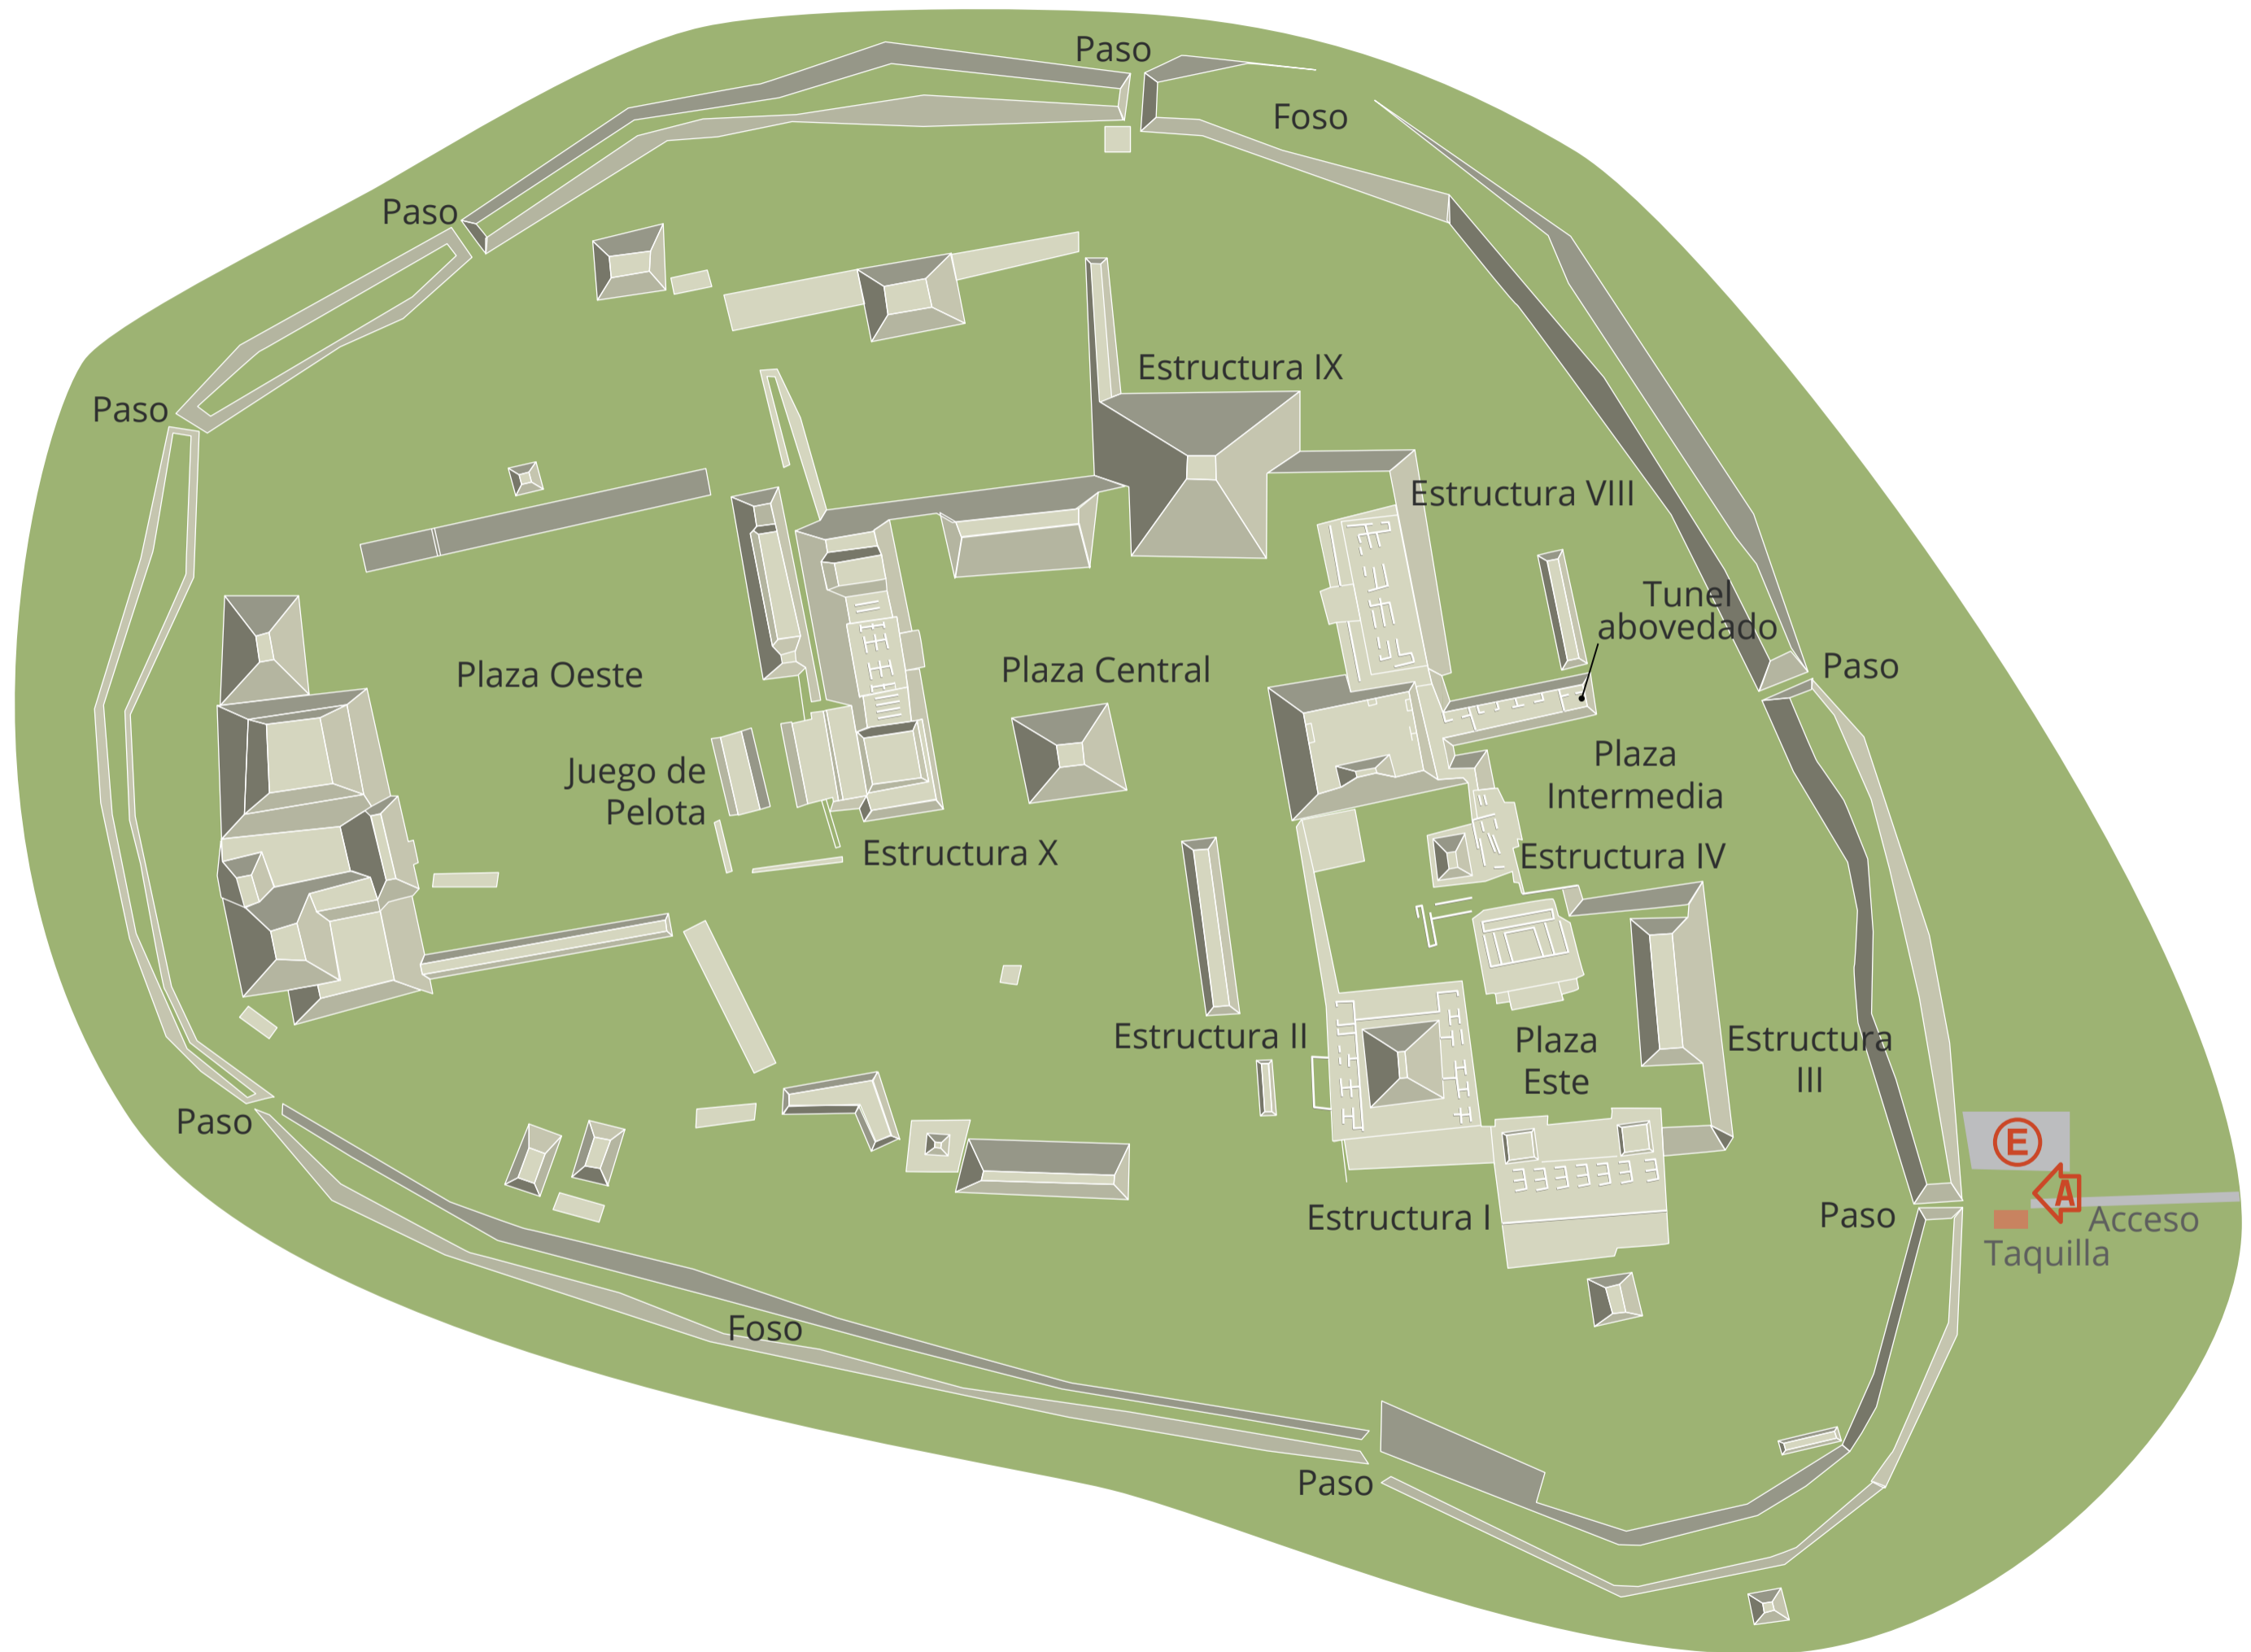 Paso
Foso
Paso
Estructura IX
Paso
Estructura VIII
Tunel
abovedado
Paso
Plaza Oeste
Plaza Central
Plaza
Intermedia
Juego de
Pelota
Estructura X
Estructura IV
Estructura II
Plaza
Este
Estructura
III
Paso
E
A
Acceso
Taquilla
Paso
Estructura I
Foso
Paso